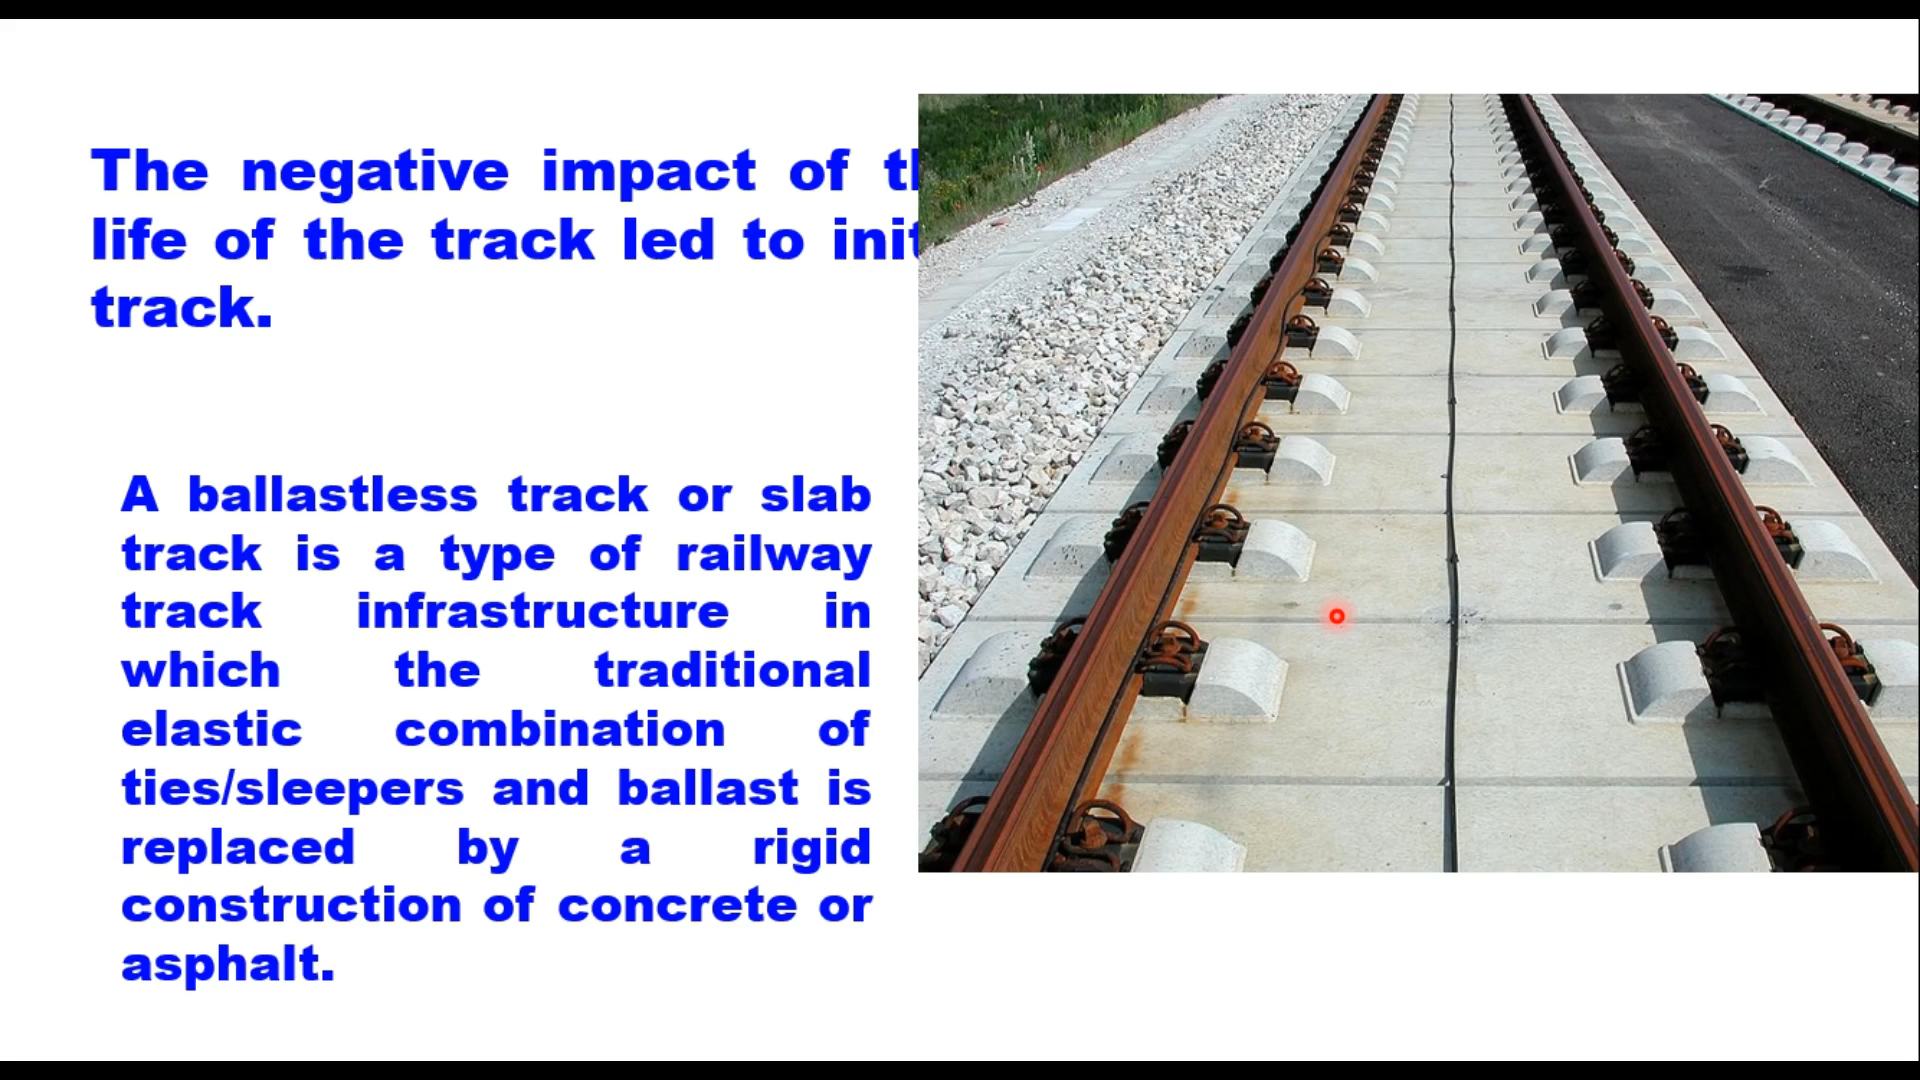 The negative impact of
life of the track led to
track.
A ballastless track or slab
track is a type of railway
track infrastructure in
which the traditional
elastic combination of
ties/sleepers and ballast is
replaced by a rigid
construction of concrete or
asphalt.